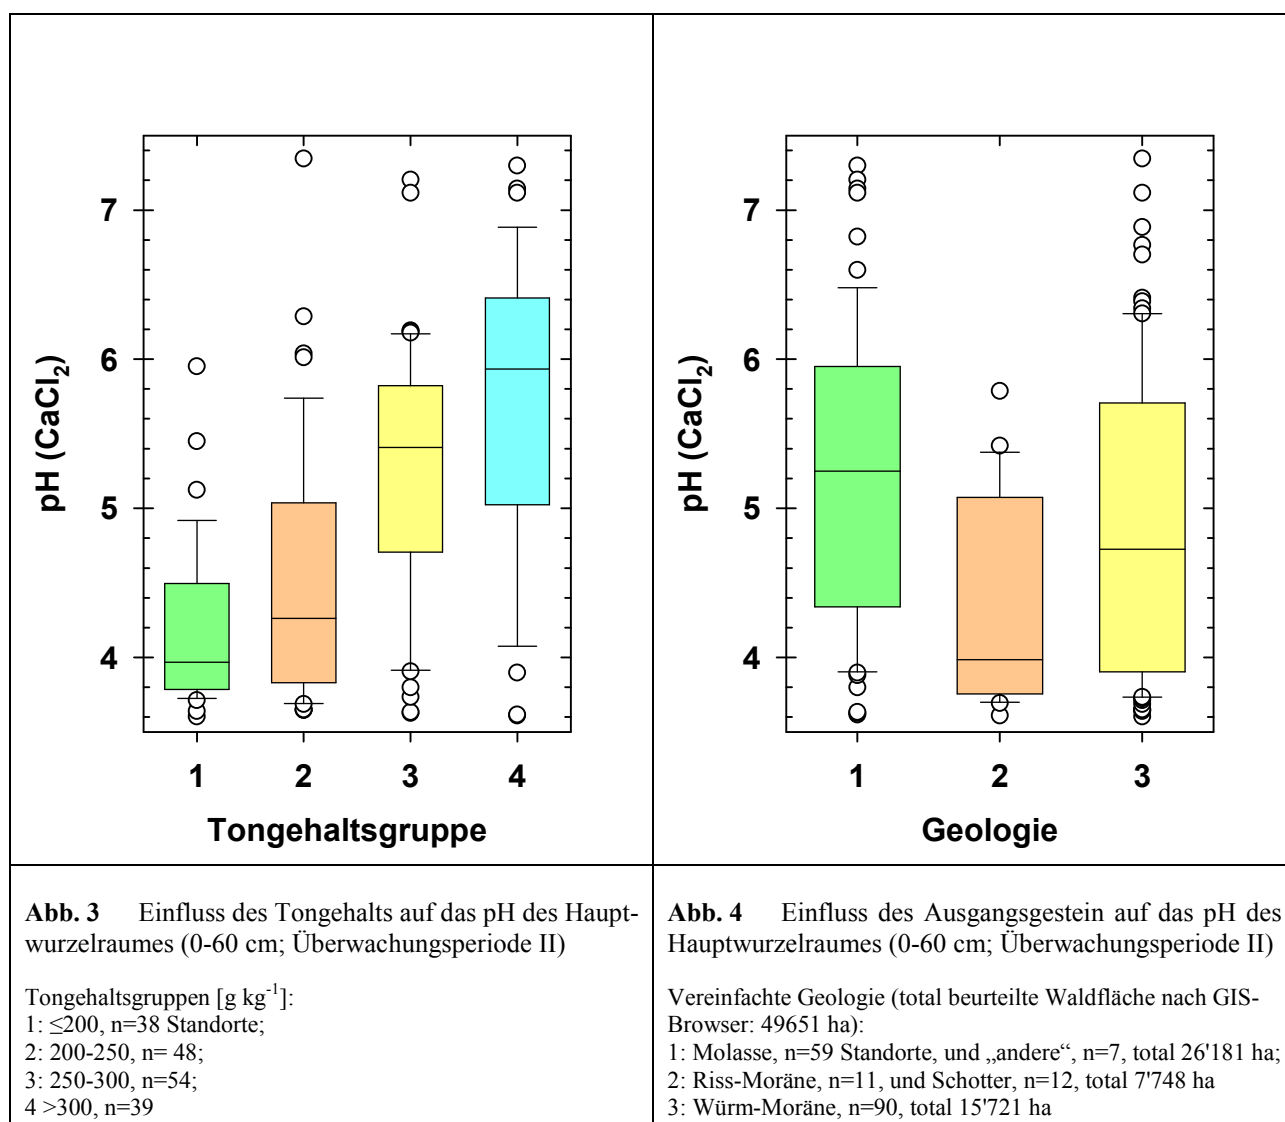 7
6
5
4
pH (CaCl2)
1 2 3 4
Tongehaltsgruppe
7
6
5
4
pH (CaCl2)
1 2 3
Geologie
Abb. 3 Einfluss des Tongehalts auf das pH des Haupt-
wurzelraumes (0-60 cm; Überwachungsperiode II)
Tongehaltsgruppen [g kg-1]:
1: ≤200, n=38 Standorte;
2: 200-250, n= 48;
3: 250-300, n=54;
4 >300, n=39
Abb. 4 Einfluss des Ausgangsgestein auf das pH des
Hauptwurzelraumes (0-60 cm; Überwachungsperiode II)
Vereinfachte Geologie (total beurteilte Waldfläche nach GIS-
Browser: 49651 ha):
1: Molasse, n=59 Standorte, und „andere“, n=7, total 26'181 ha;
2: Riss-Moräne, n=11, und Schotter, n=12, total 7'748 ha
3: Würm-Moräne, n=90, total 15'721 ha